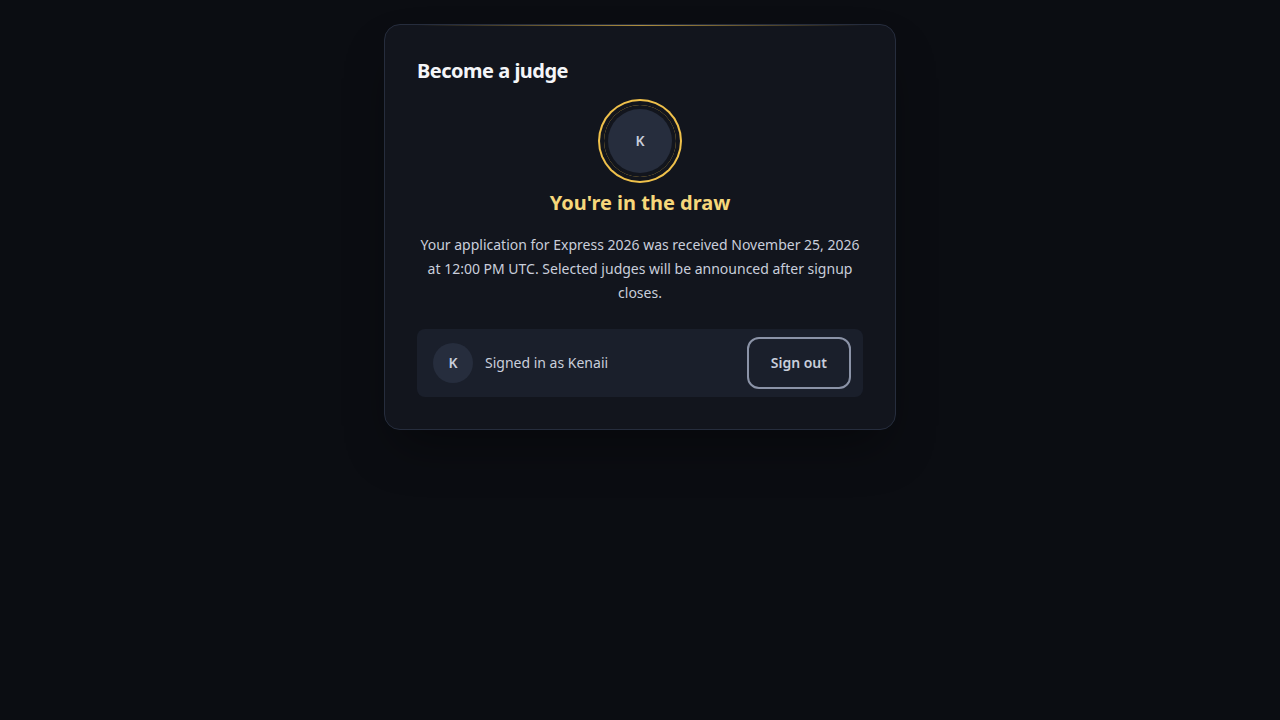 Become a judge
K
You're in the draw
Your application for Express 2026 was received November 25, 2026
at 12:00 PM UTC. Selected judges will be announced after signup
closes.
K Signed in as Kenaii Sign out